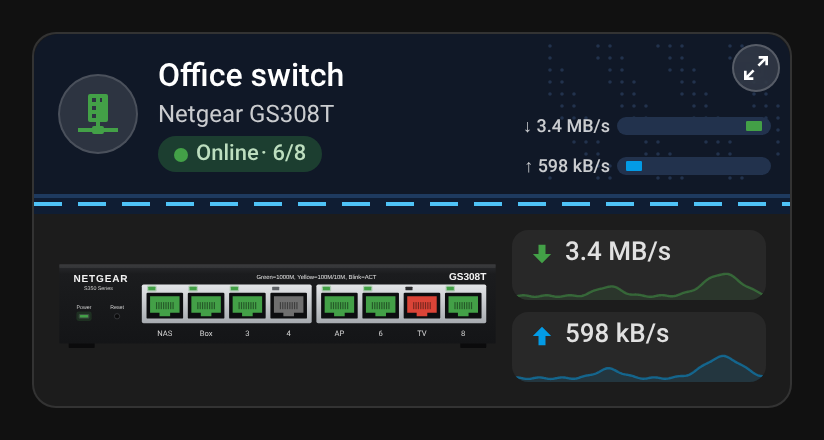 Office switch
Netgear GS308T
Online· 6/8
↓ 3.4 MB/s
↑ 598 kB/s
NETGEAR
S350 Series
Green=1000M, Yellow=100M/10M, Blink=ACT
GS308T
Power
Reset
NAS Box 3 4 AP 6 TV 8
3.4 MB/s
598 kB/s